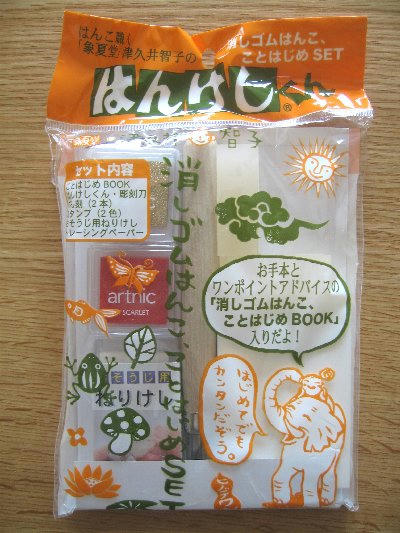 はんこ職人
「象夏堂」津久井智子の
消しゴムはんこ、
ことはじめSET
はんけしくん®
智子
セット内容
ことはじめBOOK
はんけしくん・彫刻刀
(2本)
スタンプ(2色)
そうじ用ねりけし
トレーシングペーパー
消しゴムはんこ、ことはじめSET
artnic
SCARLET
お手本と
ワンポイントアドバイスの
「消しゴムはんこ、
ことはじめBOOK」
入りだよ!
そうじ用
ねりけし
はじめてでも
カンタンだぞう。